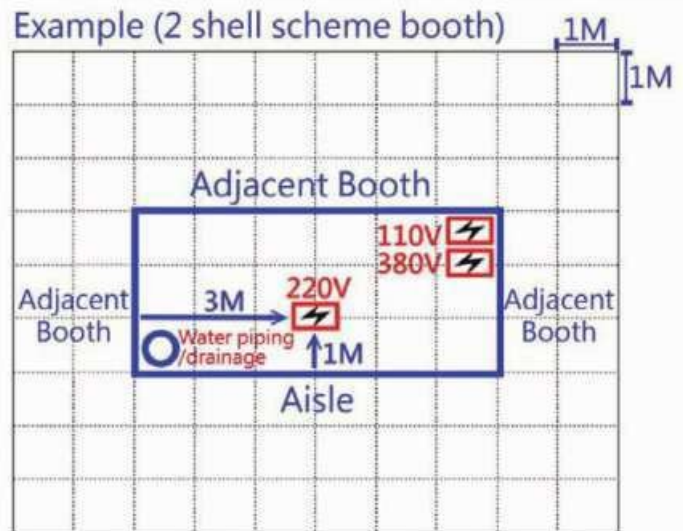 Example (2 shell scheme booth)
1M
1M
Adjacent Booth
110V
380V
Adjacent
Booth
3M
220V
Adjacent
Booth
Water piping
/drainage
1M
Aisle